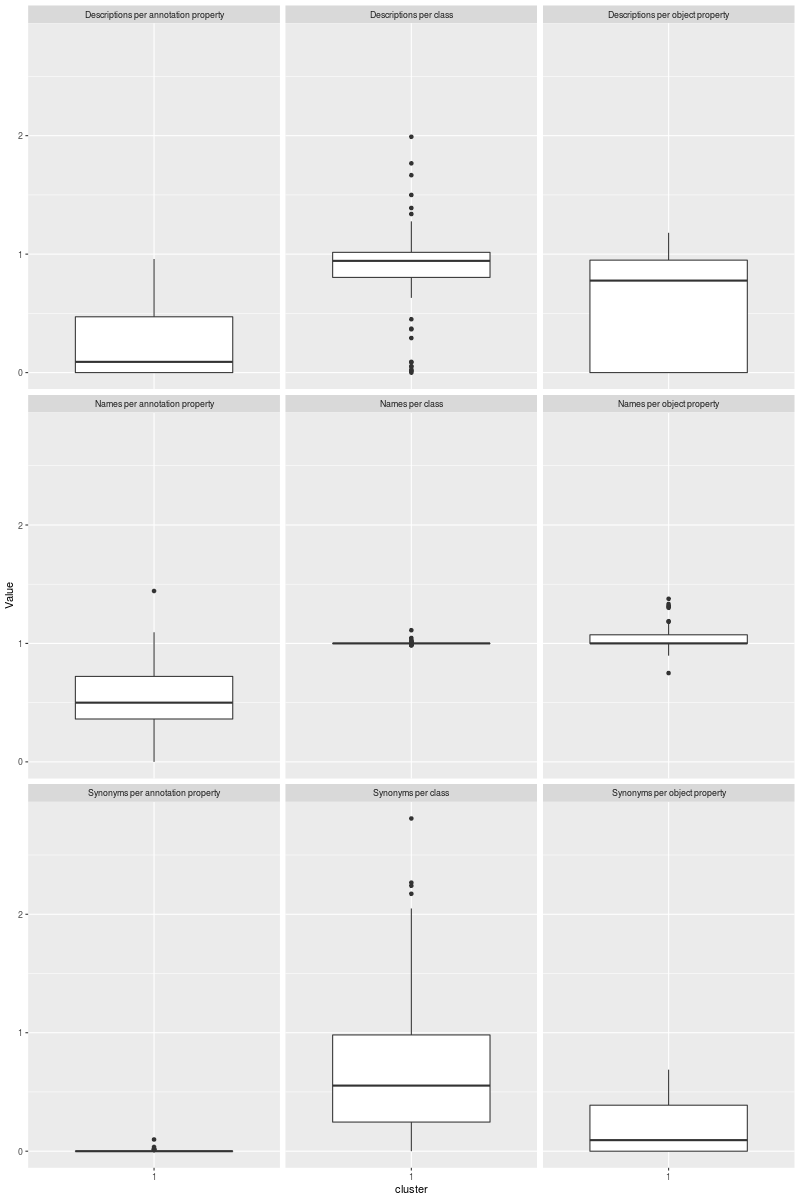 Descriptions per annotation property
Descriptions per class
Descriptions per object property
2
1
0
Names per annotation property
Names per class
Names per object property
2
1
0
Value
Synonyms per annotation property
Synonyms per class
Synonyms per object property
2
1
0
1
1
1
cluster